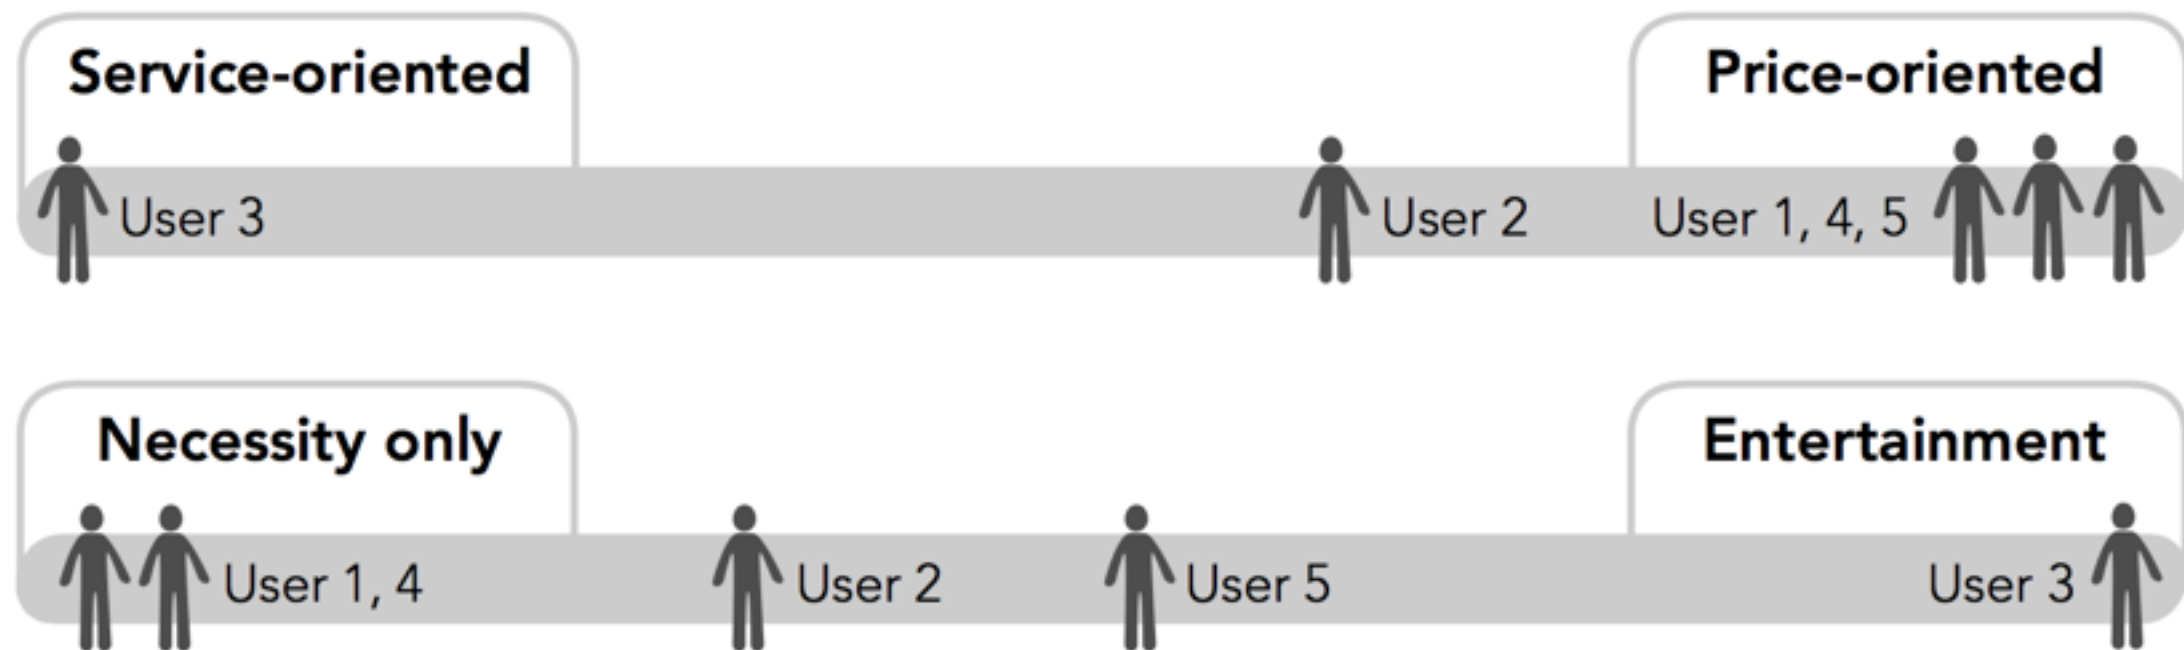 Service-oriented
Price-oriented
User 3
User 2
User 1, 4, 5
Necessity only
Entertainment
User 1, 4
User 2
User 5
User 3